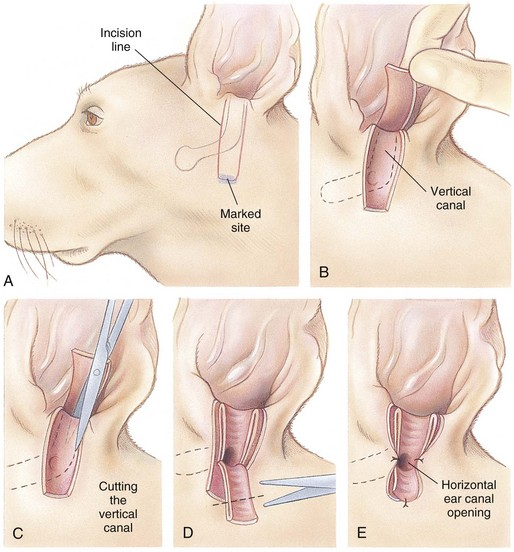 Incision
line
Marked
site
A
Vertical
canal
B
Cutting
the
vertical
canal
C
D
Horizontal
ear canal
opening
E